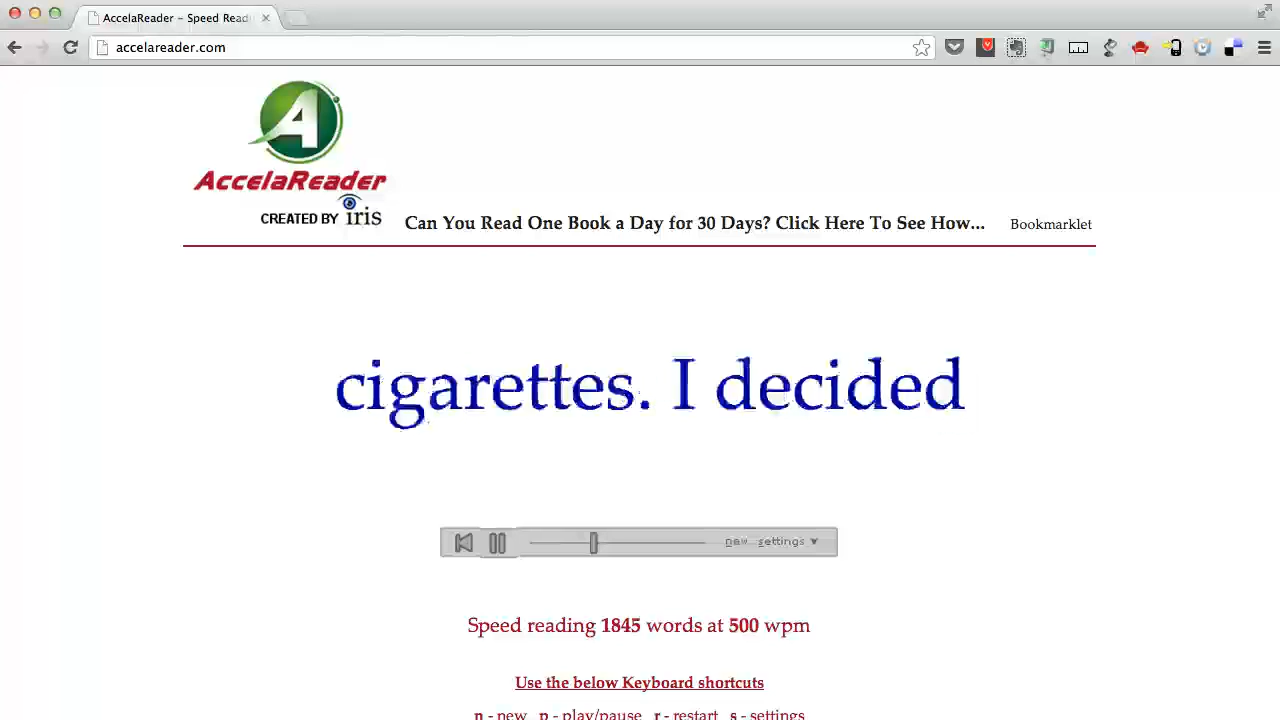 AccelaReader - Speed Read
accelareader.com
A
AccelaReader
CREATED BY iris
Can You Read One Book a Day for 30 Days? Click Here To See How...
Bookmarklet
cigarettes. I decided
new settings ▼
Speed reading 1845 words at 500 wpm
Use the below Keyboard shortcuts
n - new p - play/pause r - restart s - settings